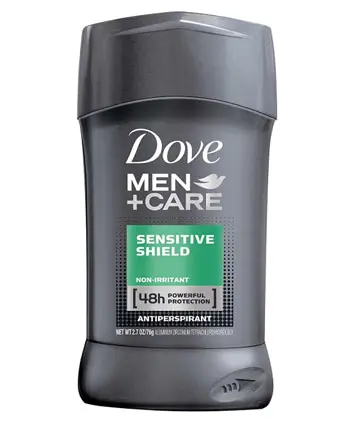 Dove
MEN
+CARE
SENSITIVE
SHIELD
NON-IRRITANT
48h POWERFUL
PROTECTION
ANTIPERSPIRANT
NET WT 2.7 OZ/76g